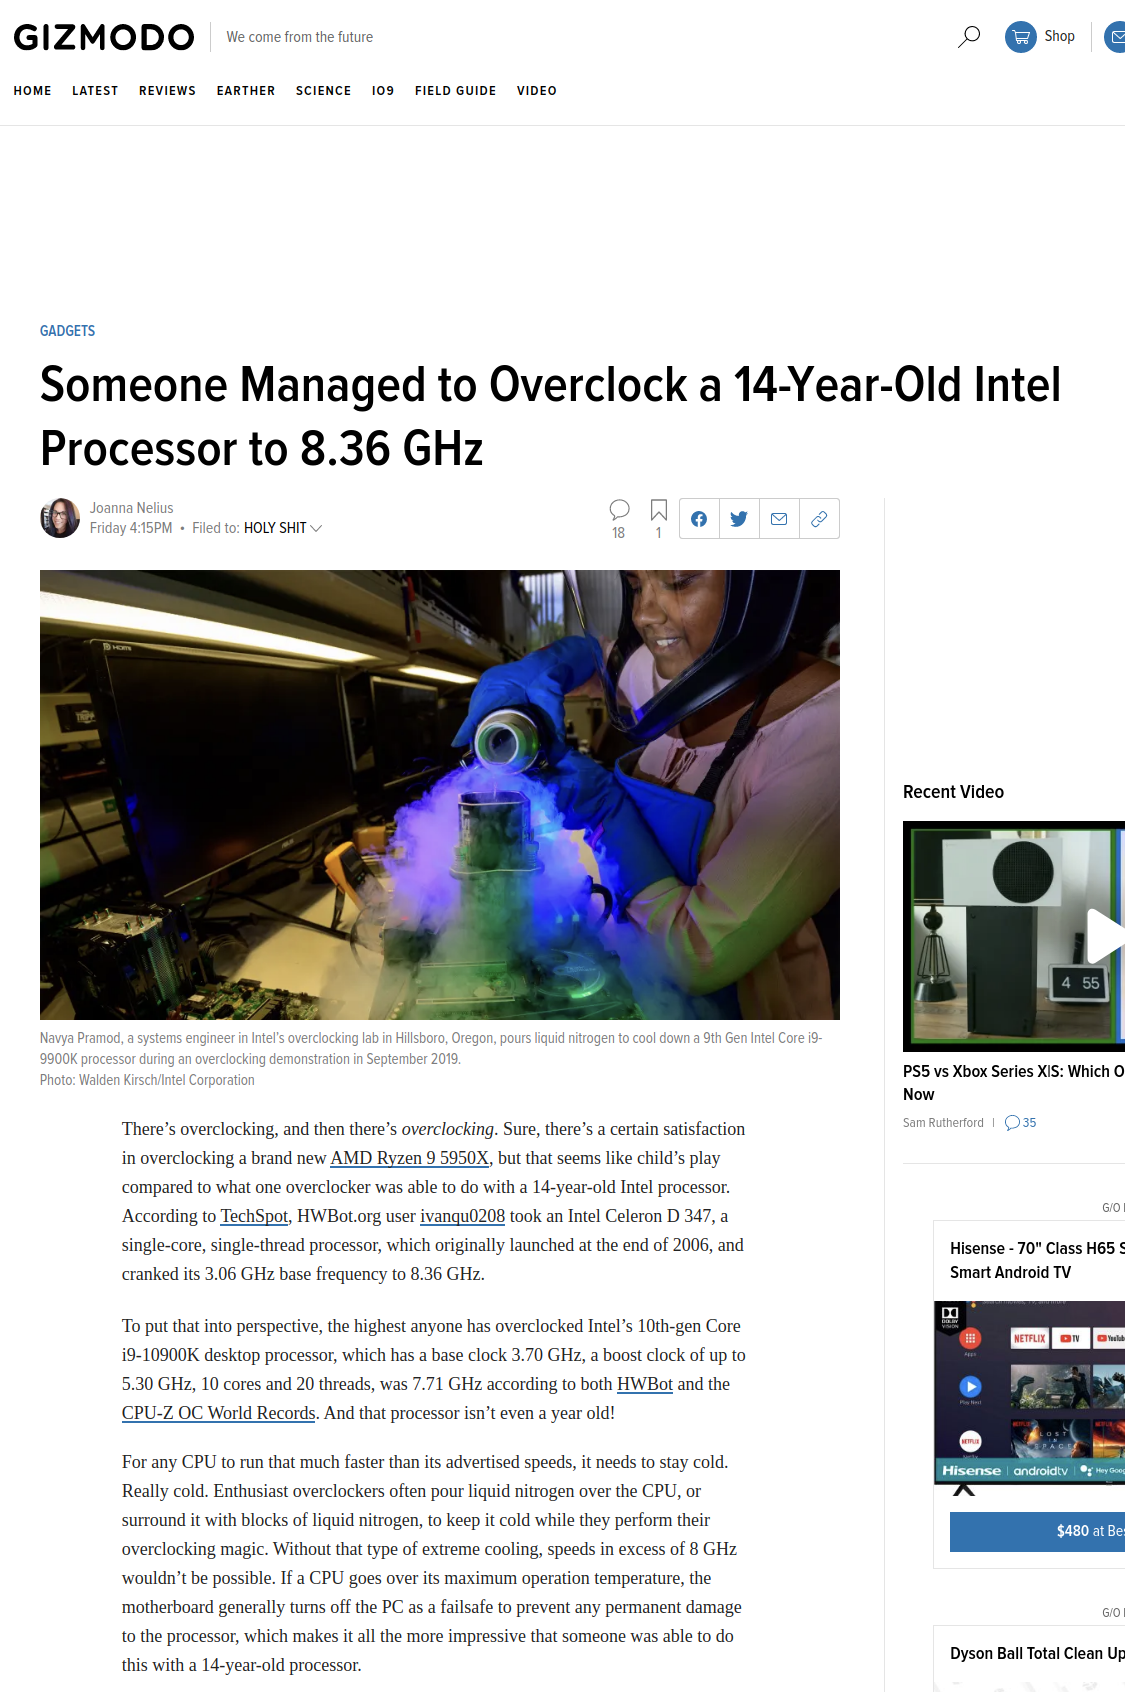 GIZMODO
We come from the future
Shop
HOME LATEST REVIEWS EARTHER SCIENCE IO9 FIELD GUIDE VIDEO
GADGETS
Someone Managed to Overclock a 14-Year-Old Intel
Processor to 8.36 GHz
Joanna Nelius
Friday 4:15PM • Filed to: HOLY SHIT
18
1
HDMI
Navya Pramod, a systems engineer in Intel’s overclocking lab in Hillsboro, Oregon, pours liquid nitrogen to cool down a 9th Gen Intel Core i9-
9900K processor during an overclocking demonstration in September 2019.
Photo: Walden Kirsch/Intel Corporation
There’s overclocking, and then there’s overclocking. Sure, there’s a certain satisfaction
in overclocking a brand new AMD Ryzen 9 5950X, but that seems like child’s play
compared to what one overclocker was able to do with a 14-year-old Intel processor.
According to TechSpot, HWBot.org user ivanqu0208 took an Intel Celeron D 347, a
single-core, single-thread processor, which originally launched at the end of 2006, and
cranked its 3.06 GHz base frequency to 8.36 GHz.
To put that into perspective, the highest anyone has overclocked Intel’s 10th-gen Core
i9-10900K desktop processor, which has a base clock 3.70 GHz, a boost clock of up to
5.30 GHz, 10 cores and 20 threads, was 7.71 GHz according to both HWBot and the
CPU-Z OC World Records. And that processor isn’t even a year old!
For any CPU to run that much faster than its advertised speeds, it needs to stay cold.
Really cold. Enthusiast overclockers often pour liquid nitrogen over the CPU, or
surround it with blocks of liquid nitrogen, to keep it cold while they perform their
overclocking magic. Without that type of extreme cooling, speeds in excess of 8 GHz
wouldn’t be possible. If a CPU goes over its maximum operation temperature, the
motherboard generally turns off the PC as a failsafe to prevent any permanent damage
to the processor, which makes it all the more impressive that someone was able to do
this with a 14-year-old processor.
Recent Video
4 55
PS5 vs Xbox Series X|S: Which O
Now
Sam Rutherford | 35
G/O
Hisense - 70" Class H65 S
Smart Android TV
DOLBY
VISION
Apps
NETFLIX
TV
YouTub
Play Next
NETFLIX
LOST
IN
SPACE
Hisense | androidtv | Hey Goog
$480 at Bes
G/O
Dyson Ball Total Clean Up